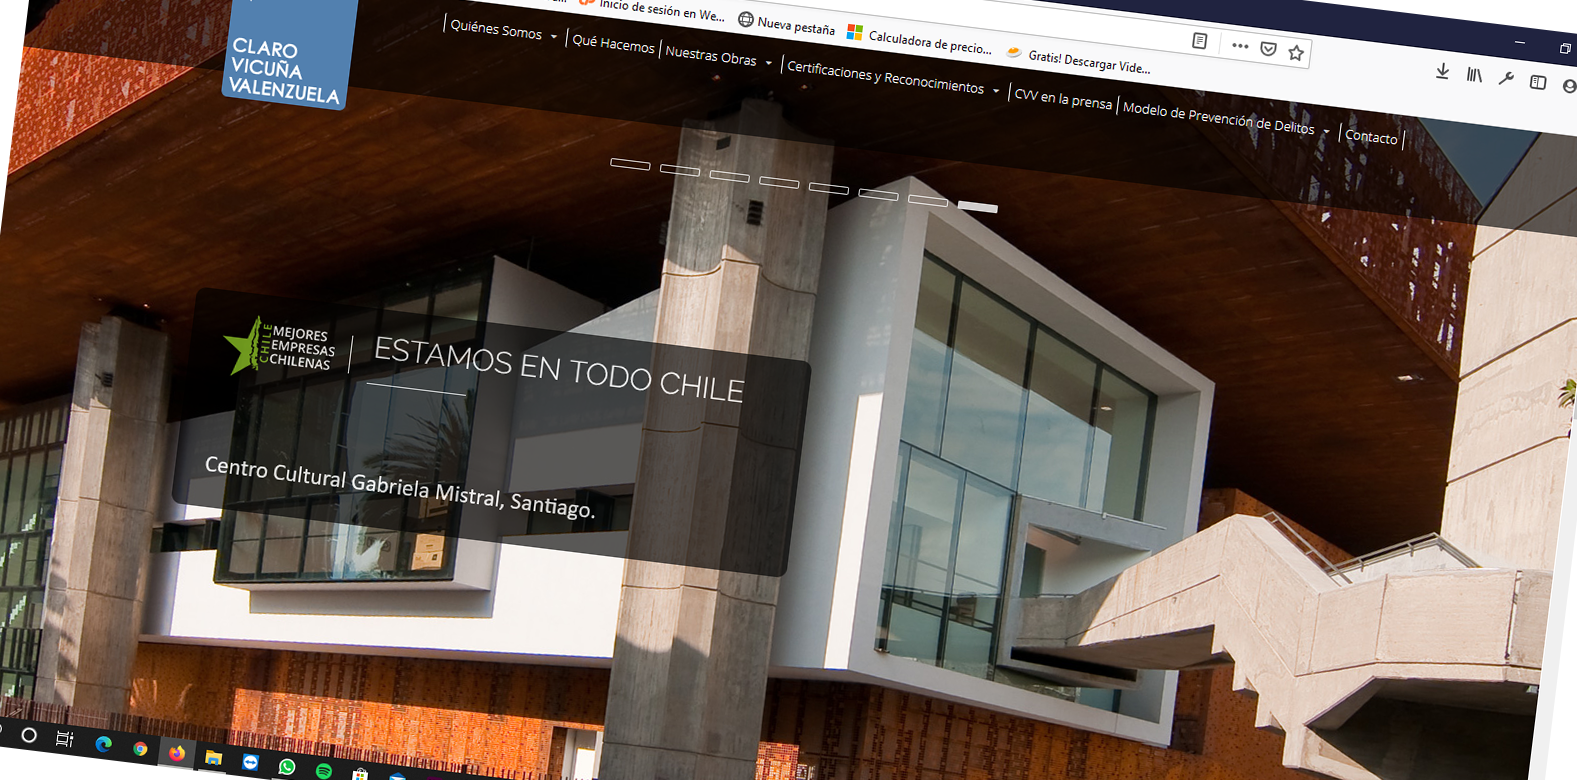 Inicio de sesión en We...
Nueva pestaña
Calculadora de precio...
Gratis! Descargar Vide...
CLARO
VICUÑA
VALENZUELA
Quiénes Somos
Qué Hacemos
Nuestras Obras
Certificaciones y Reconocimientos
CVV en la prensa
Modelo de Prevención de Delitos
Contacto
CHILE
MEJORES
EMPRESAS
CHILENAS
ESTAMOS EN TODO CHILE
Centro Cultural Gabriela Mistral, Santiago.